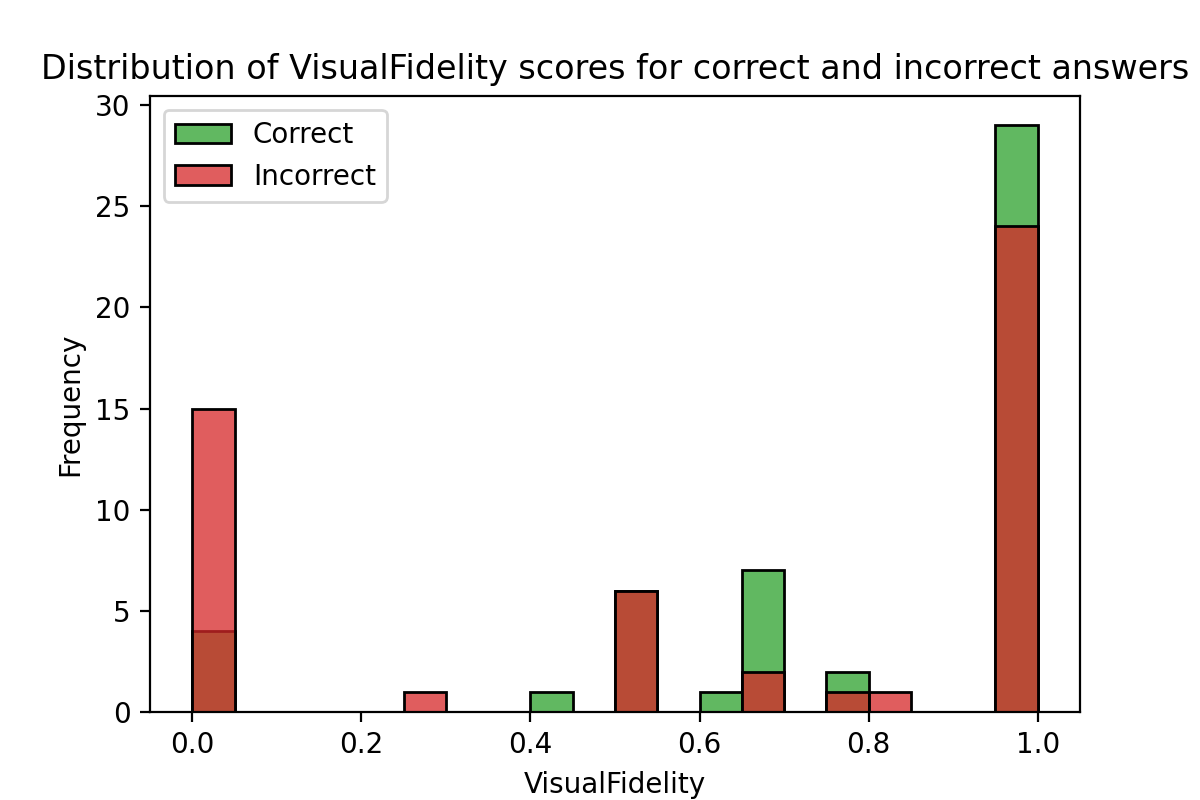 Distribution of VisualFidelity scores for correct and incorrect answers
30
25
20
15
10
5
0
Frequency
Correct
Incorrect
0.0 0.2 0.4 0.6 0.8 1.0
VisualFidelity